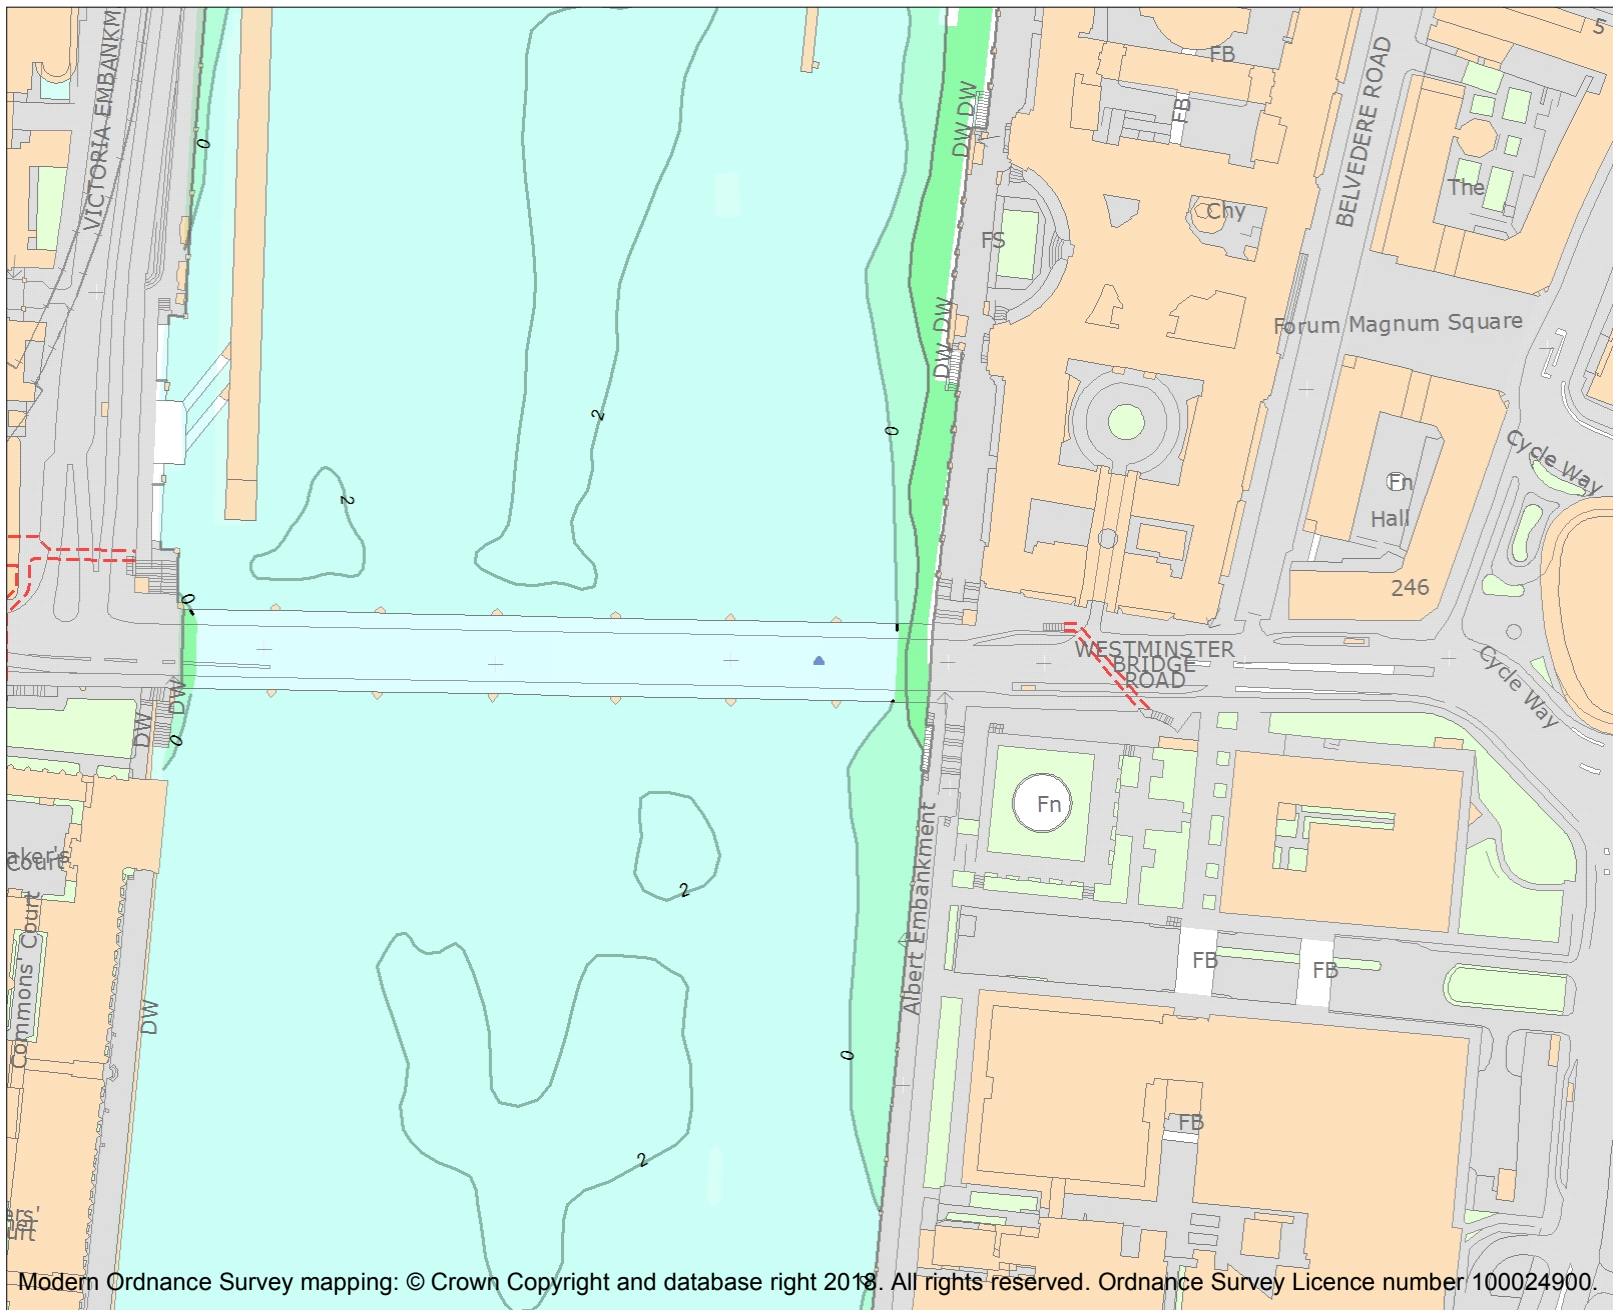 5
VICTORIA EMBANKM
FB
BELVEDERE ROAD
FB
DW
DW
0
The
Chy
FS
DW
DW
Forum Magnum Square
2
0
Cycle Way
2
Fn
Hall
246
0
WESTMINSTER
BRIDGE
ROAD
Cycle Way
DW
DW
0
Fn
Albert Embankment
aker's
Court
2
Commons' Court
FB
FB
DW
0
FB
2
Modern Ordnance Survey mapping: © Crown Copyright and database right 2018. All rights reserved. Ordnance Survey Licence number 100024900.